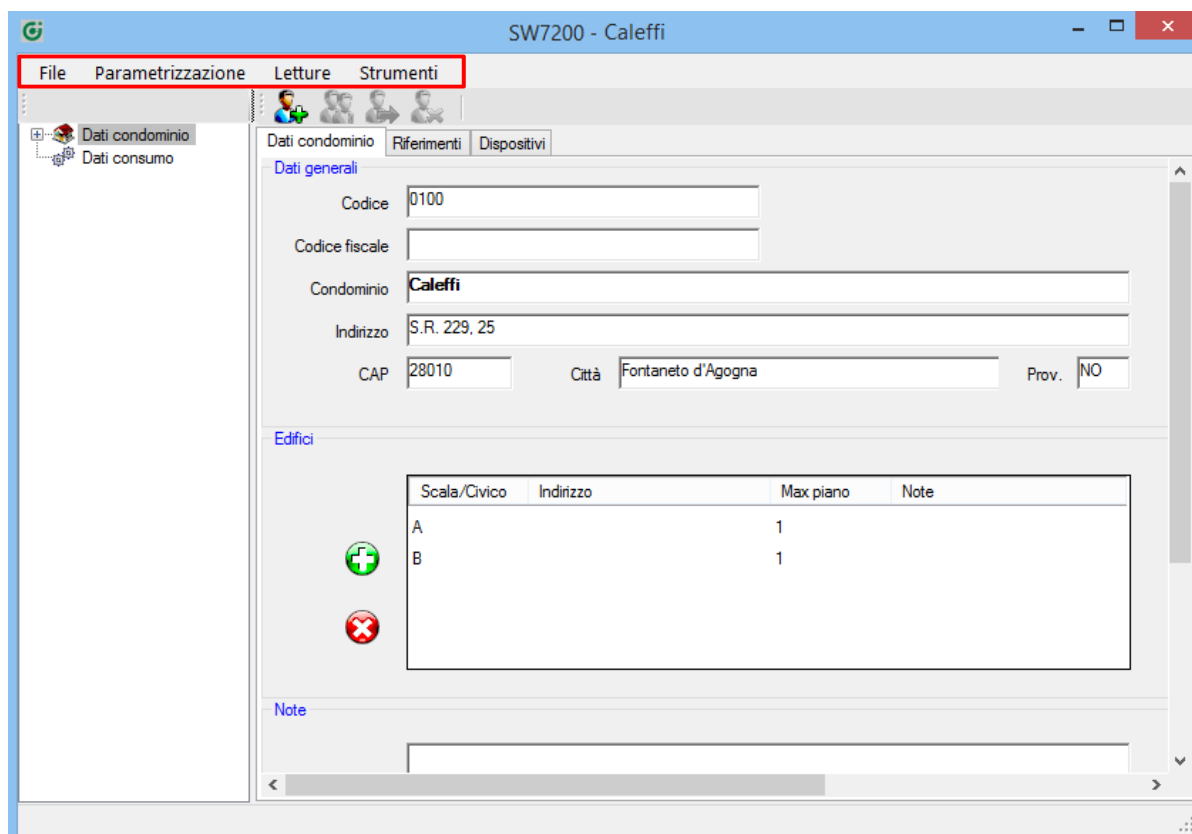 SW7200 - Caleffi
File Parametrizzazione Letture Strumenti
Dati condominio
Dati consumo
Dati condominio Riferimenti Dispositivi
Dati generali
Codice 0100
Codice fiscale
Condominio Caleffi
Indirizzo S.R. 229, 25
CAP 28010 Città Fontaneto d'Agogna Prov. NO
Edifici
Scala/Civico Indirizzo Max piano Note
A 1
B 1
Note